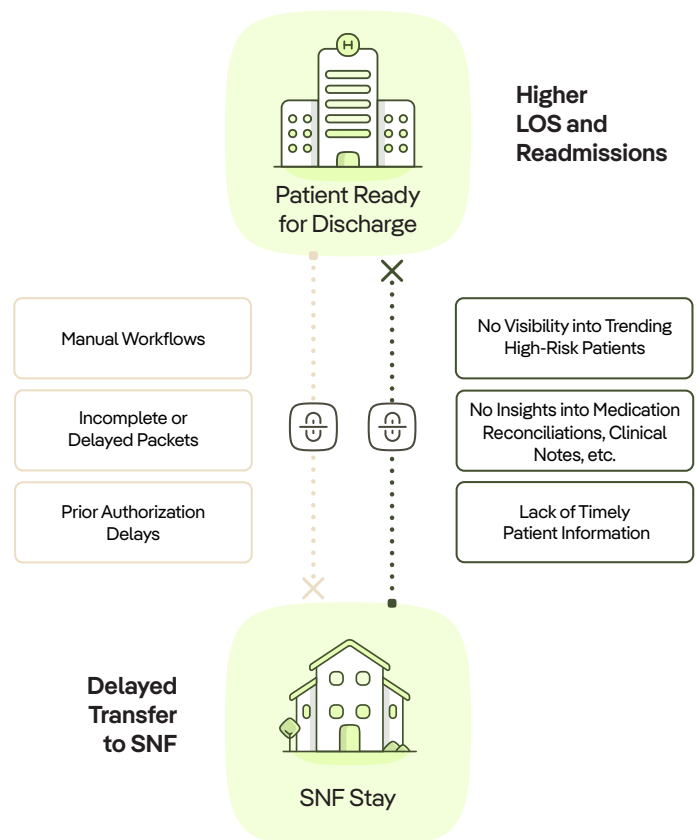 H
Higher
LOS and
Readmissions
Patient Ready
for Discharge
Manual Workflows
Incomplete or
Delayed Packets
Prior Authorization
Delays
No Visibility into Trending
High-Risk Patients
No Insights into Medication
Reconciliations, Clinical
Notes, etc.
Lack of Timely
Patient Information
Delayed
Transfer
to SNF
SNF Stay